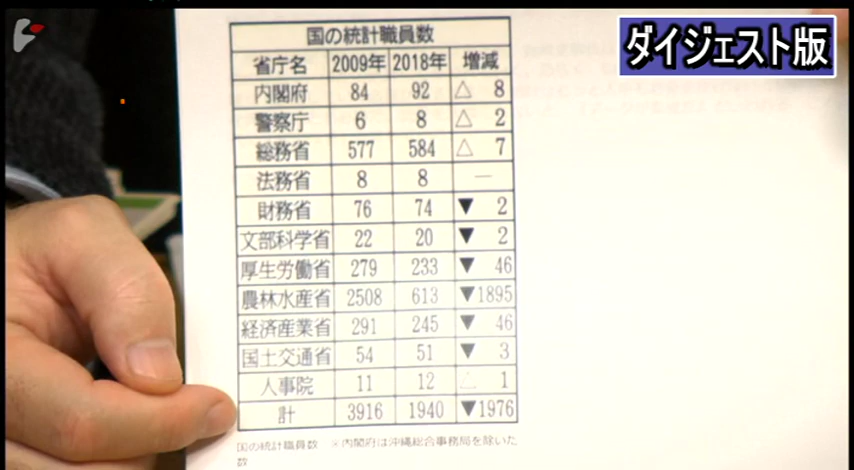 ダイジェスト版
国の統計職員数
省庁名 2009年 2018年 増減
内閣府 84 92 △ 8
警察庁 6 8 △ 2
総務省 577 584 △ 7
法務省 8 8 ―
財務省 76 74 ▼ 2
文部科学省 22 20 ▼ 2
厚生労働省 279 233 ▼ 46
農林水産省 2508 613 ▼1895
経済産業省 291 245 ▼ 46
国土交通省 54 51 ▼ 3
人事院 11 12 △ 1
計 3916 1940 ▼1976
国の統計職員数 ※内閣府は沖縄総合事務局を除いた
数